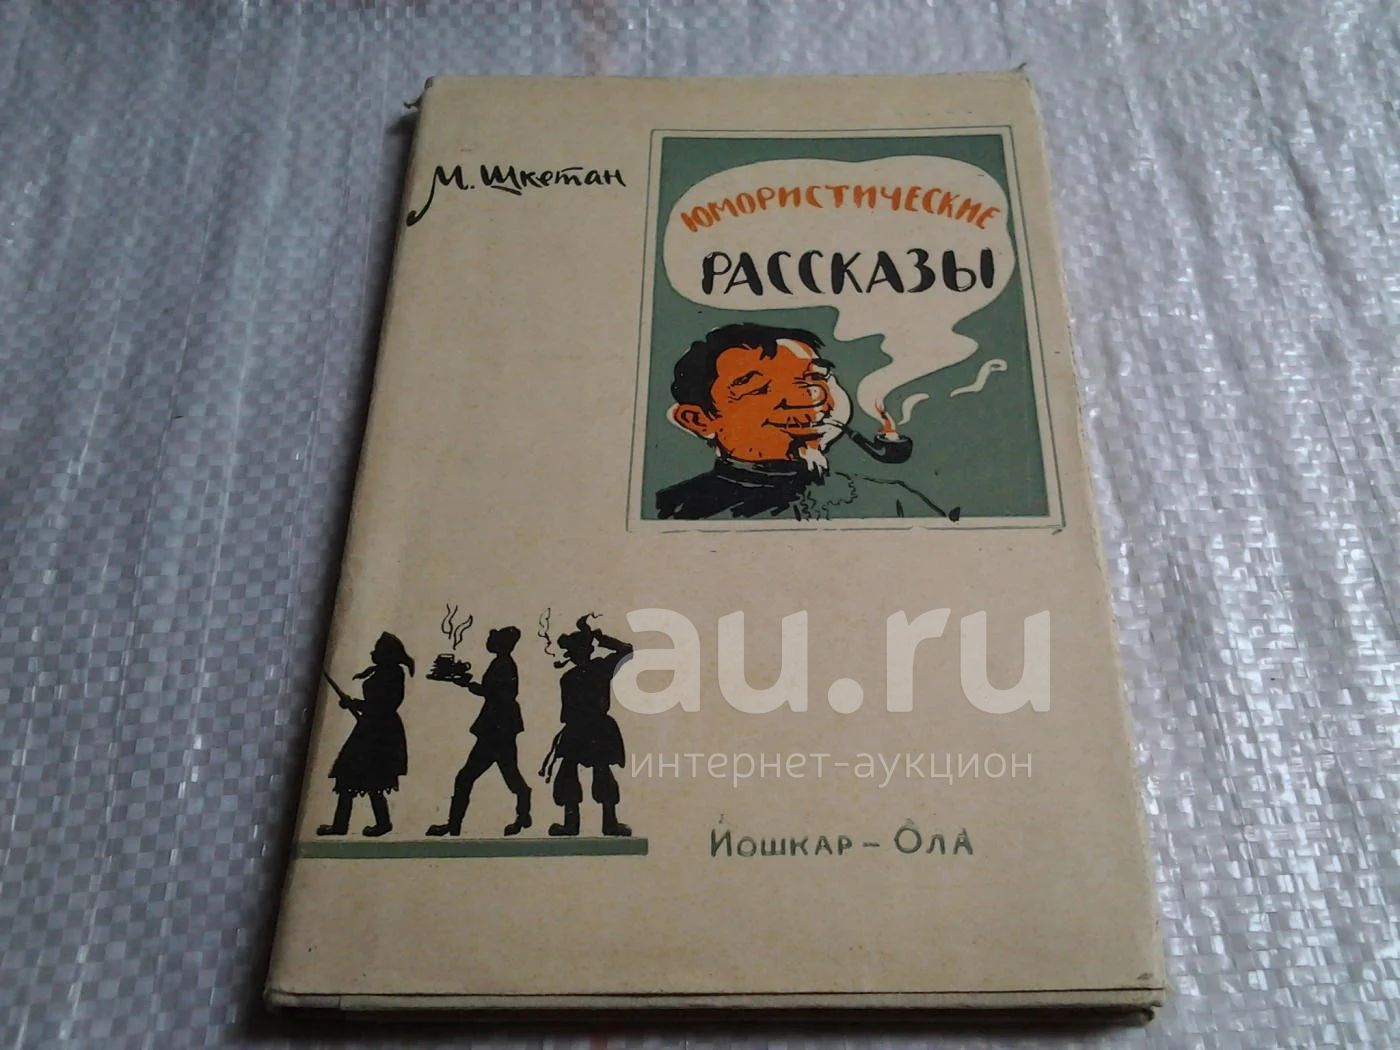 М. Шкетан
ЮМОРИСТИЧЕСКИЕ
РАССКАЗЫ
au.ru
интернет-аукцион
ЙОШКАР – ОЛА